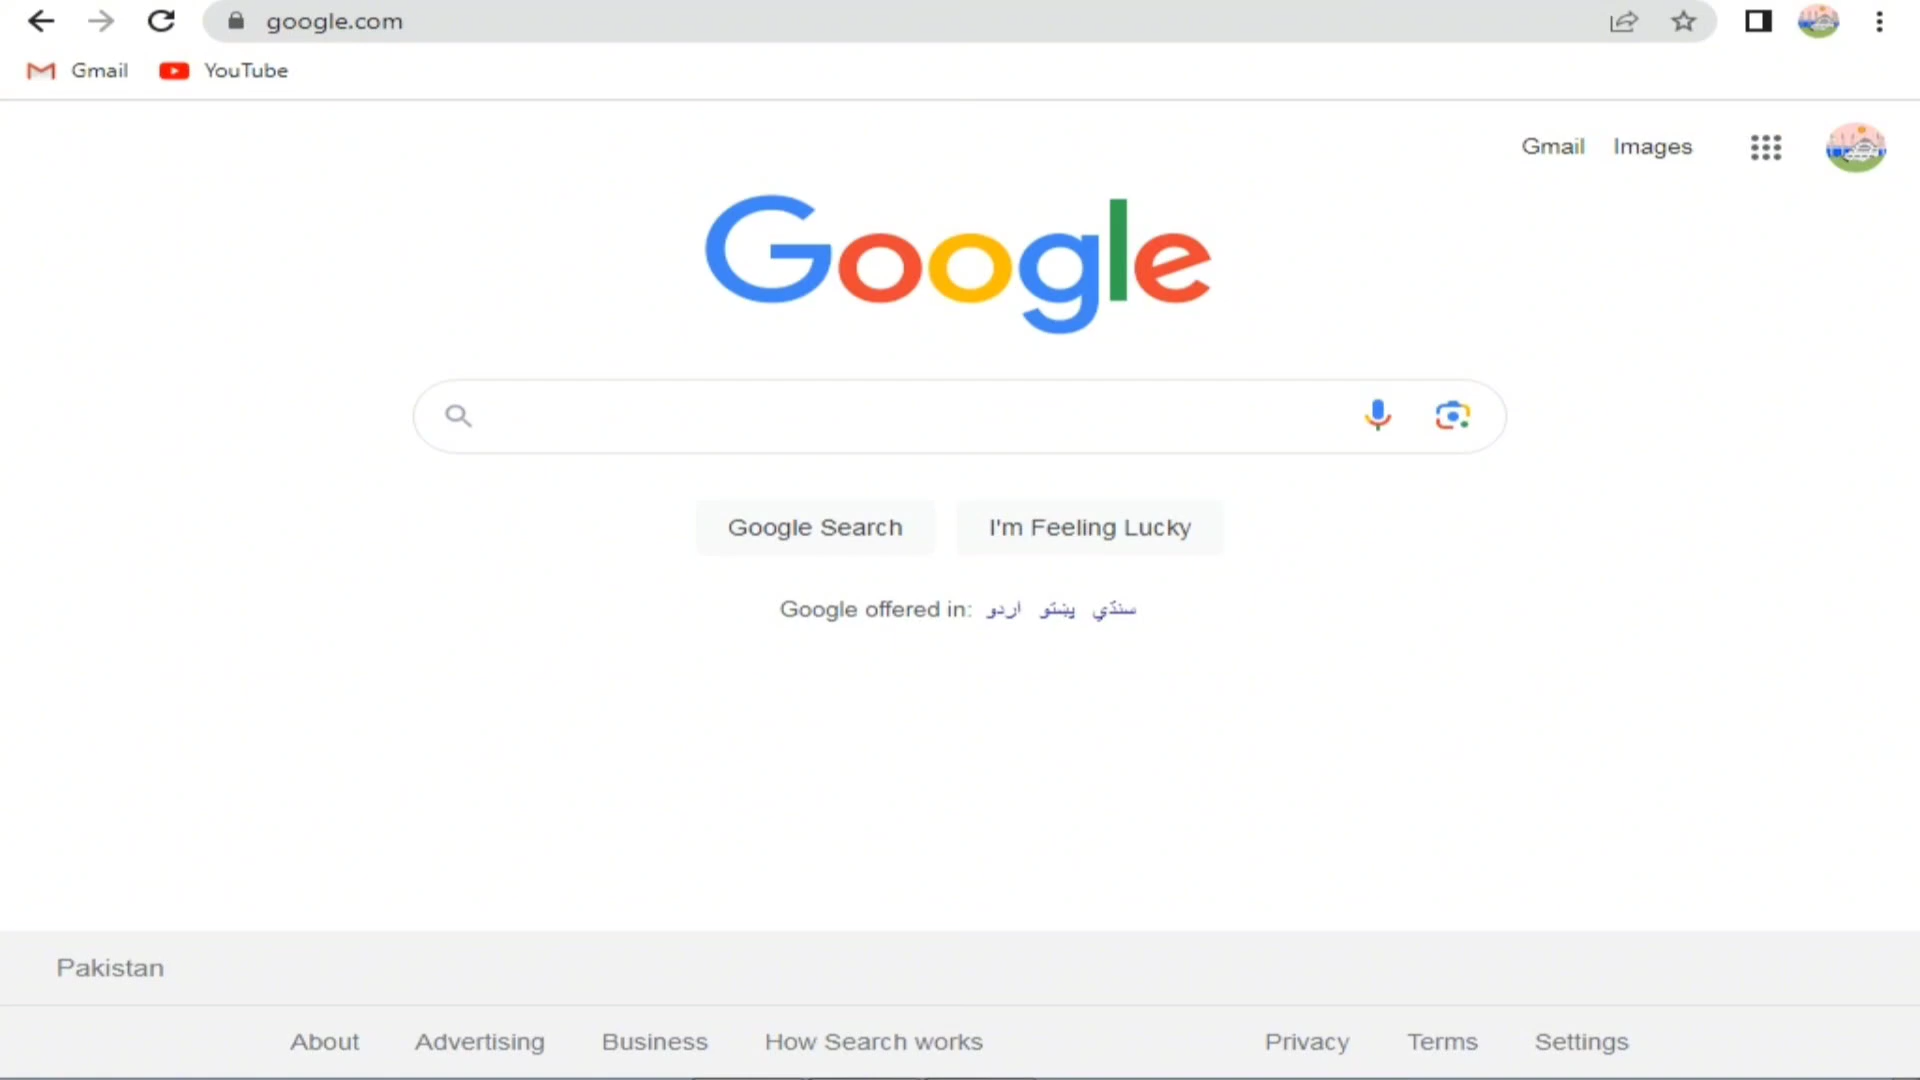 google.com
Gmail YouTube
Gmail Images
Google
Google Search I'm Feeling Lucky
Google offered in: اردو پښتو سنڌي
Pakistan
About Advertising Business How Search works Privacy Terms Settings